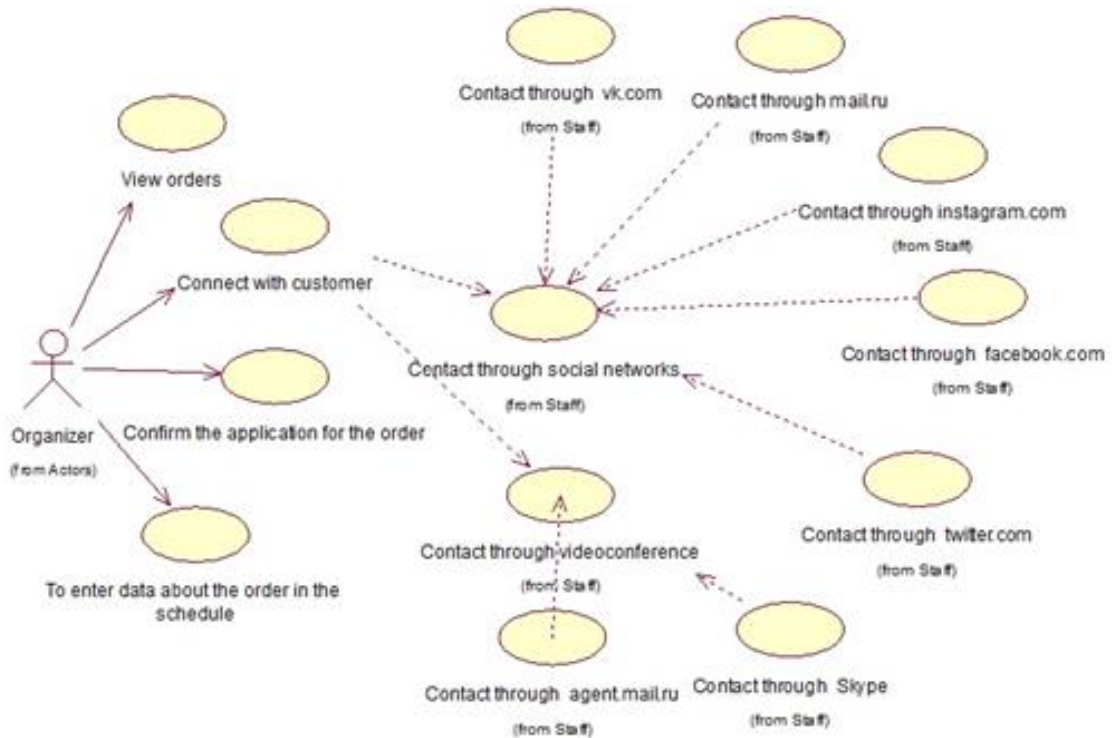 Contact through vk.com
(from Staff)
Contact through mail.ru
(from Staff)
View orders
Contact through instagram.com
(from Staff)
Connect with customer
Contact through facebook.com
(from Staff)
Contact through social networks
(from Staff)
Organizer
(from Actors)
Confirm the application for the order
Contact through twitter.com
(from Staff)
Contact through videoconference
(from Staff)
To enter data about the order in the
schedule
Contact through agent.mail.ru
(from Staff)
Contact through Skype
(from Staff)